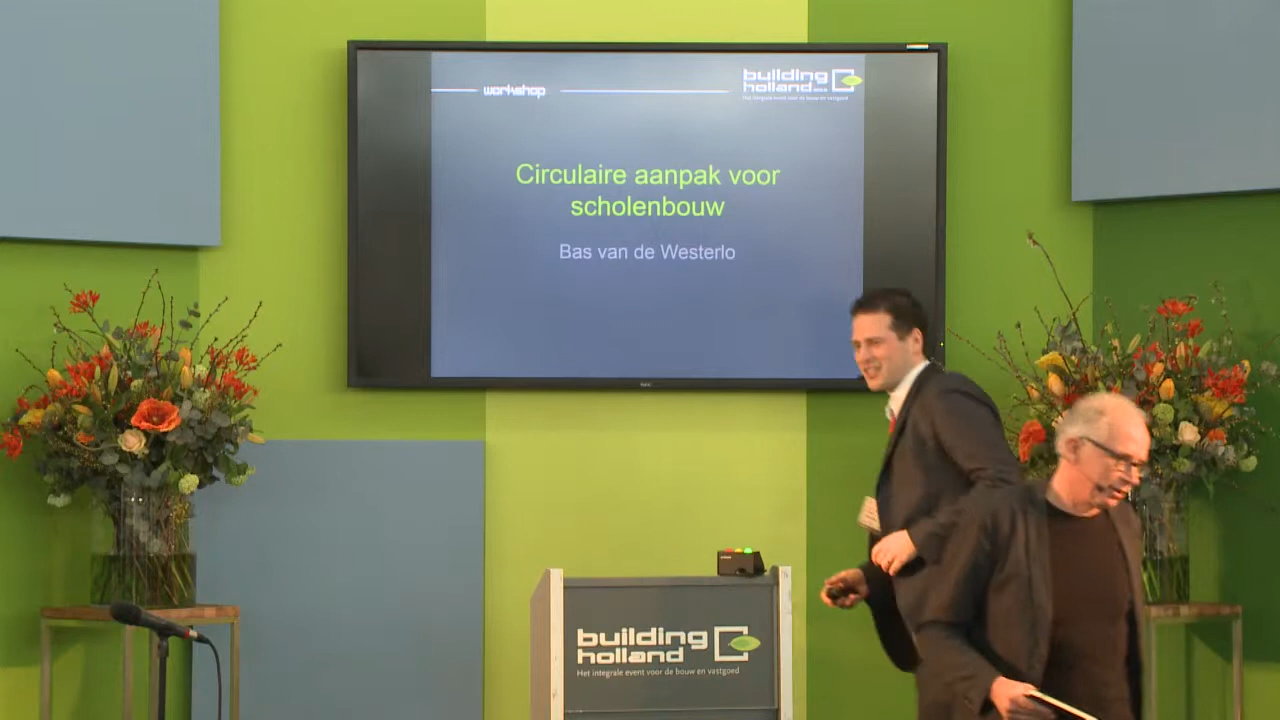 workshop
building
holland
Het integrale event voor de bouw en vastgoed
Circulaire aanpak voor
scholenbouw
Bas van de Westerlo
building
holland
Het integrale event voor de bouw en vastgoed